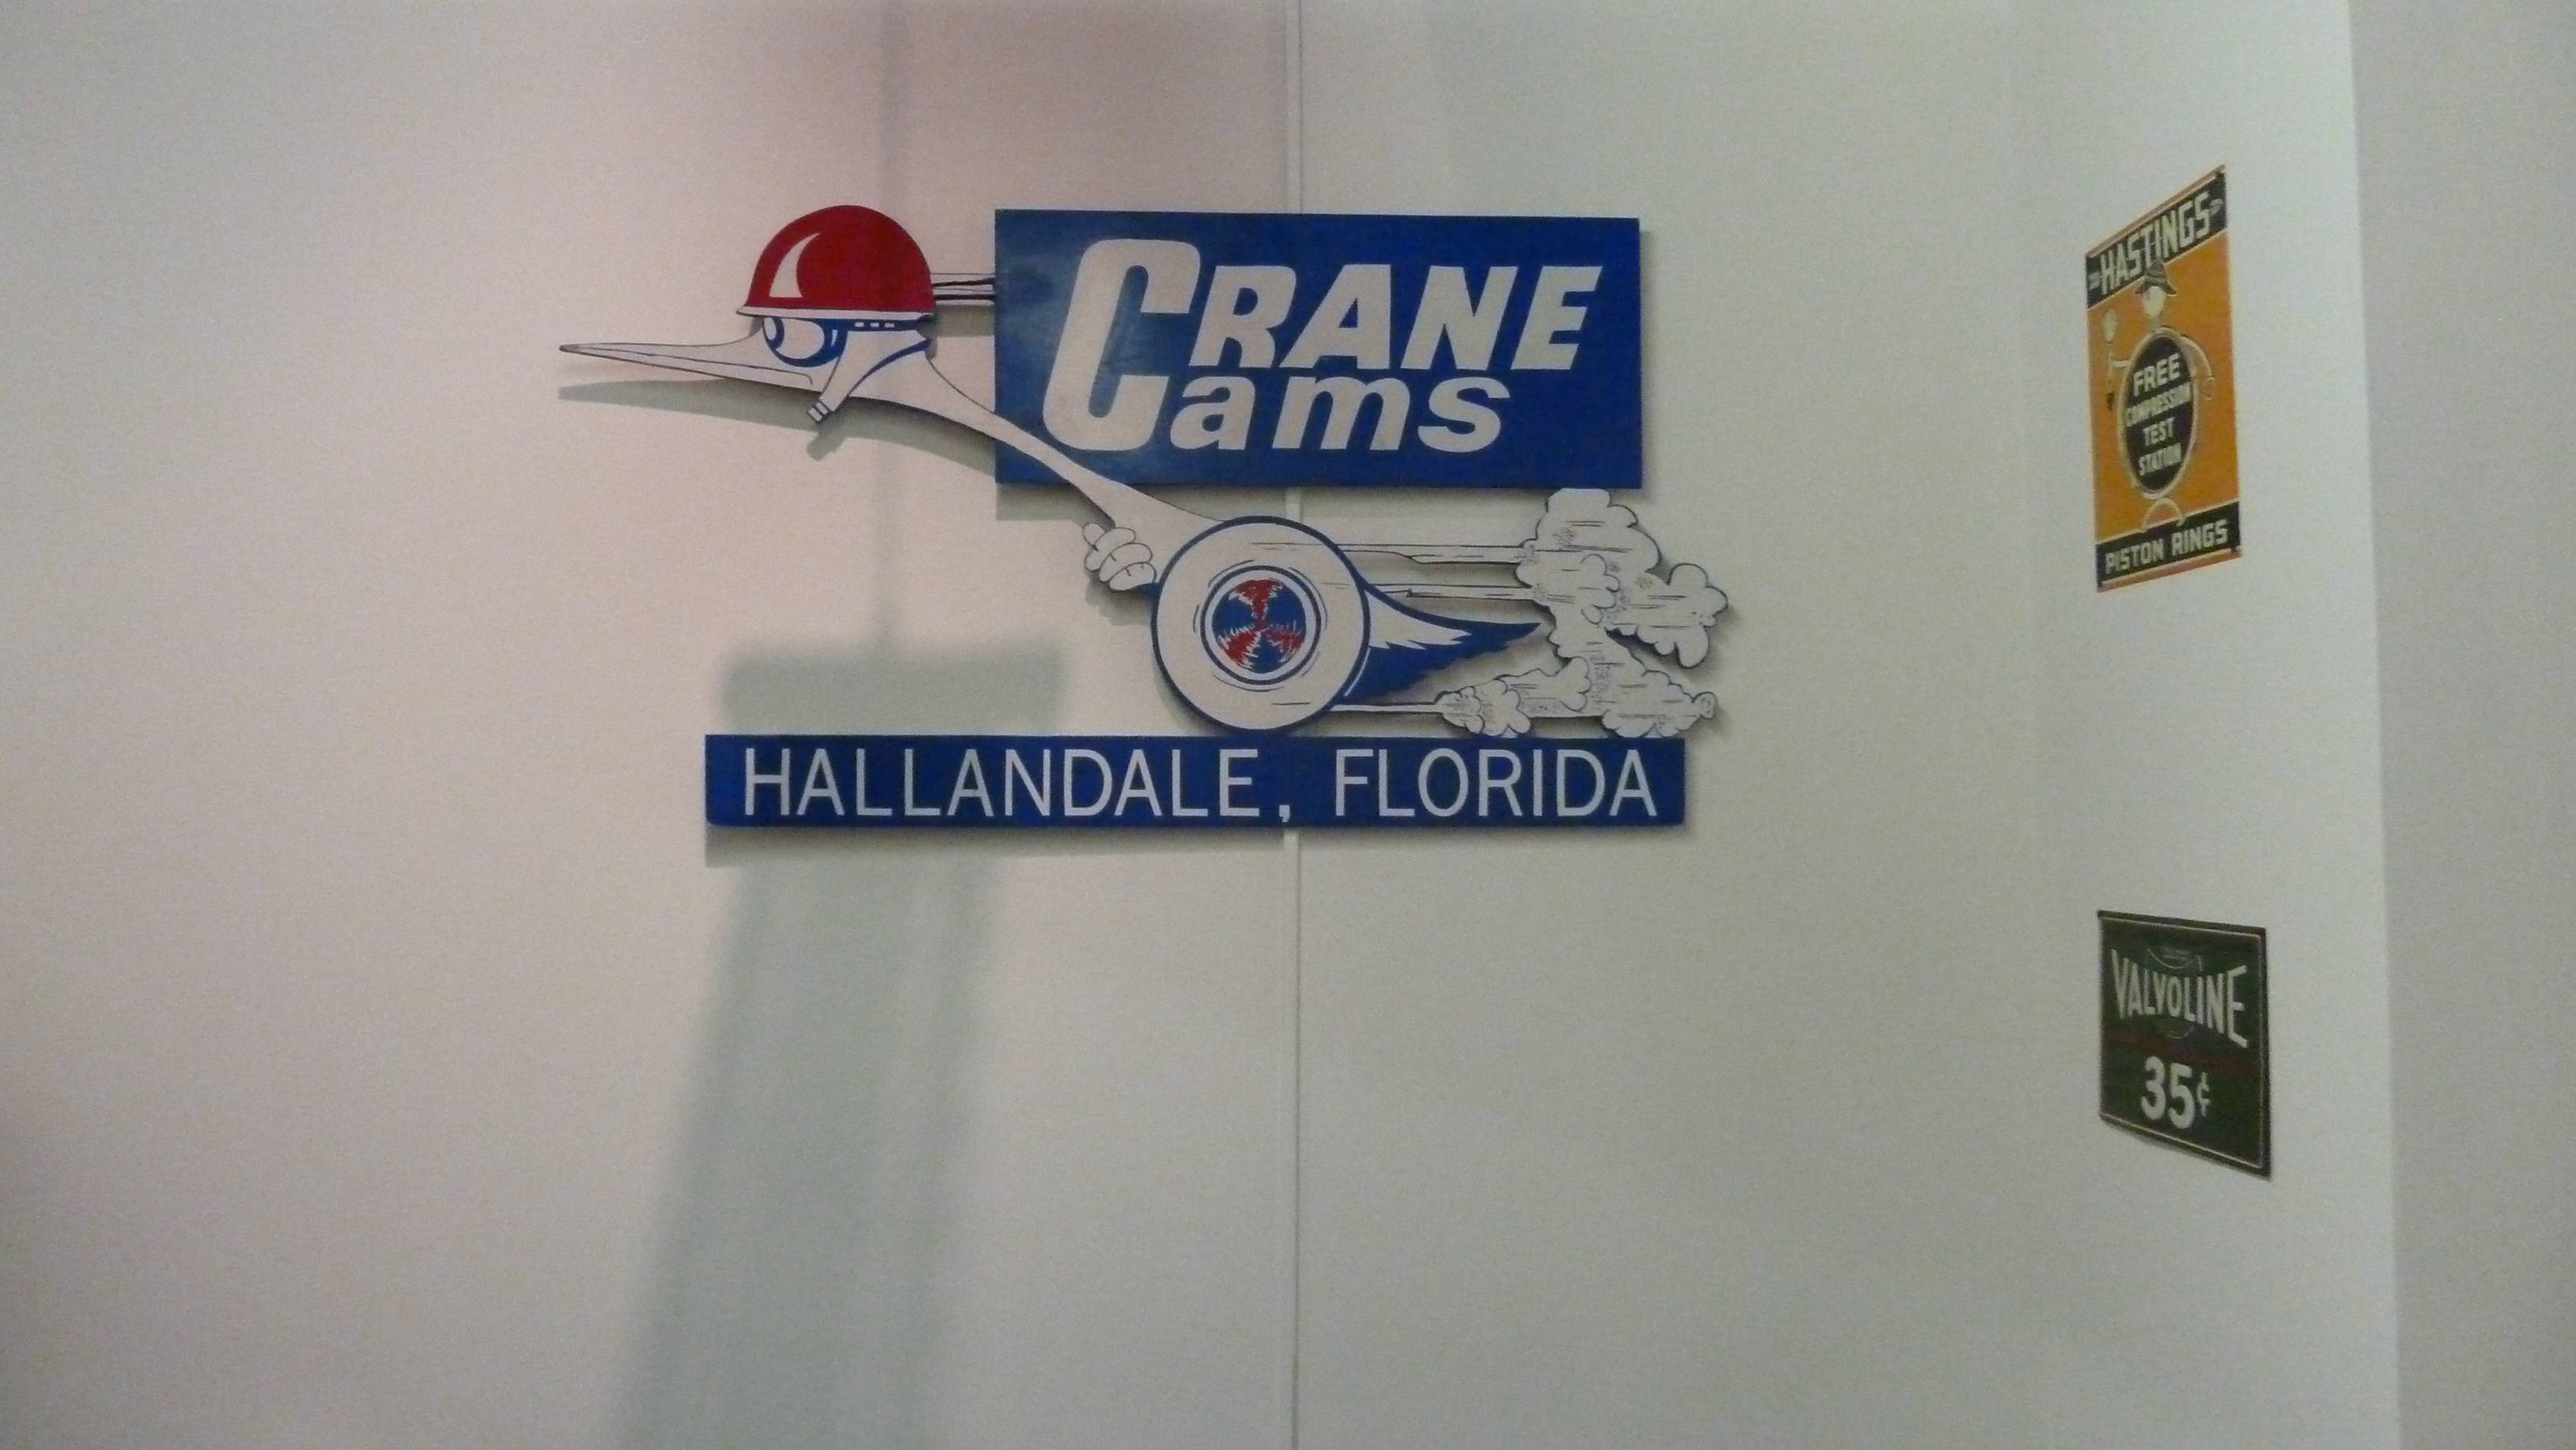 CRANE
Cams
HALLANDALE, FLORIDA
HASTINGS
FREE
COMPRESSION
TEST
STATION
PISTON RINGS
VALVOLINE
35¢